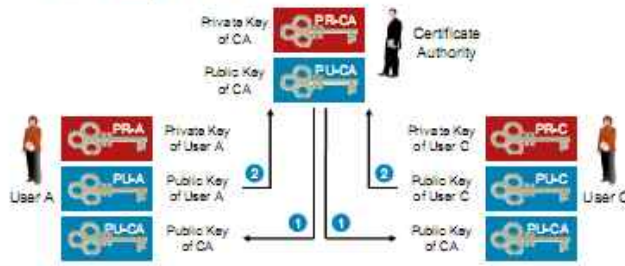 Private Key
of CA
PR-CA
Certificate
Authority
Public Key
of CA
PU-CA
PR-A
Private Key
of User A
Private Key
of User C
PR-C
User A
PU-A
Public Key
of User A
2
2
Public Key
of User C
PU-C
User C
PU-CA
Public Key
of CA
1
1
Public Key
of CA
PU-CA